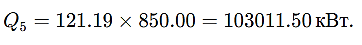 Q₅ = 121.19 × 850.00 = 103011.50 кВт.